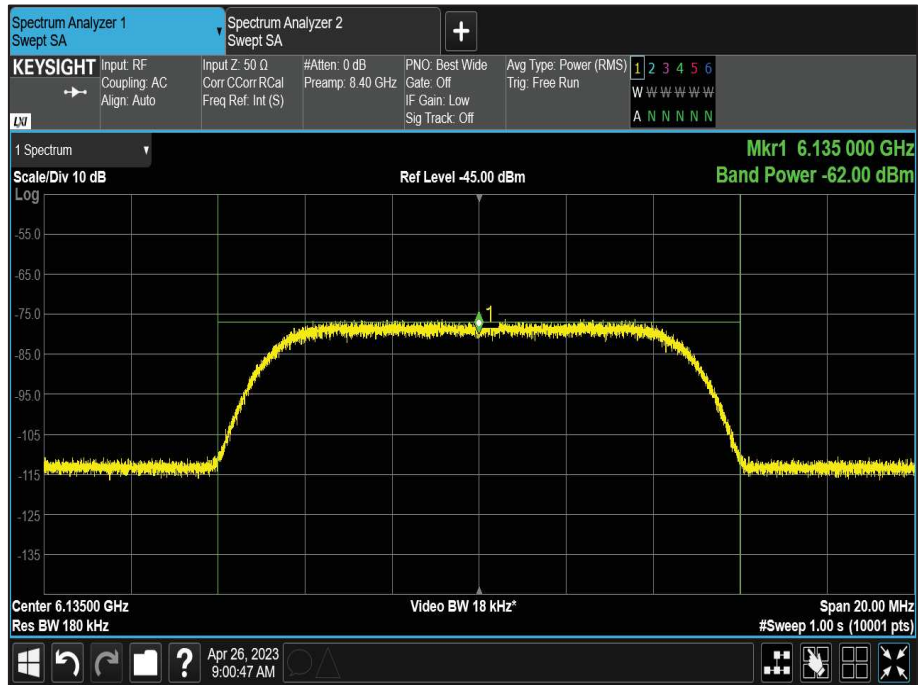 Spectrum Analyzer 1
Swept SA
Spectrum Analyzer 2
Swept SA
+
KEYSIGHT
LXI
Input: RF
Coupling: AC
Align: Auto
Input Z: 50 Ω
Corr CCorr RCal
Freq Ref: Int (S)
#Atten: 0 dB
Preamp: 8.40 GHz
PNO: Best Wide
Gate: Off
IF Gain: Low
Sig Track: Off
Avg Type: Power (RMS)
Trig: Free Run
1 2 3 4 5 6
W W W W W W
A N N N N N
1 Spectrum
Scale/Div 10 dB
Ref Level -45.00 dBm
Mkr1 6.135 000 GHz
Band Power -62.00 dBm
Log
-55.0
-65.0
-75.0
-85.0
-95.0
-105
-115
-125
-135
1
Center 6.13500 GHz
Res BW 180 kHz
Video BW 18 kHz*
Span 20.00 MHz
#Sweep 1.00 s (10001 pts)
?
Apr 26, 2023
9:00:47 AM